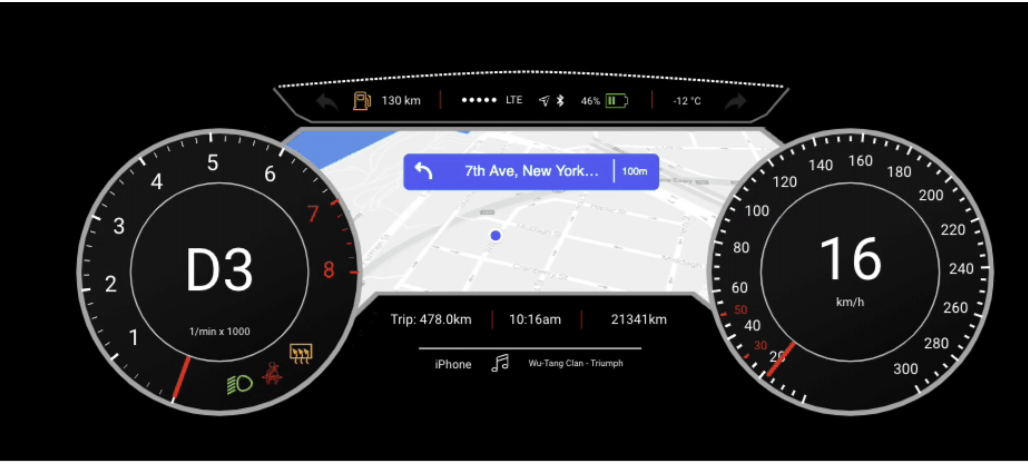 130 km LTE 46% -12 °C
7th Ave, New York... 100m
1 2 3 4 5 6 7 8
D3
1/min x 1000
20 30 40 50 60 80 100 120 140 160 180 200 220 240 260 280 300
16
km/h
Trip: 478.0km 10:16am 21341km
iPhone Wu-Tang Clan - Triumph